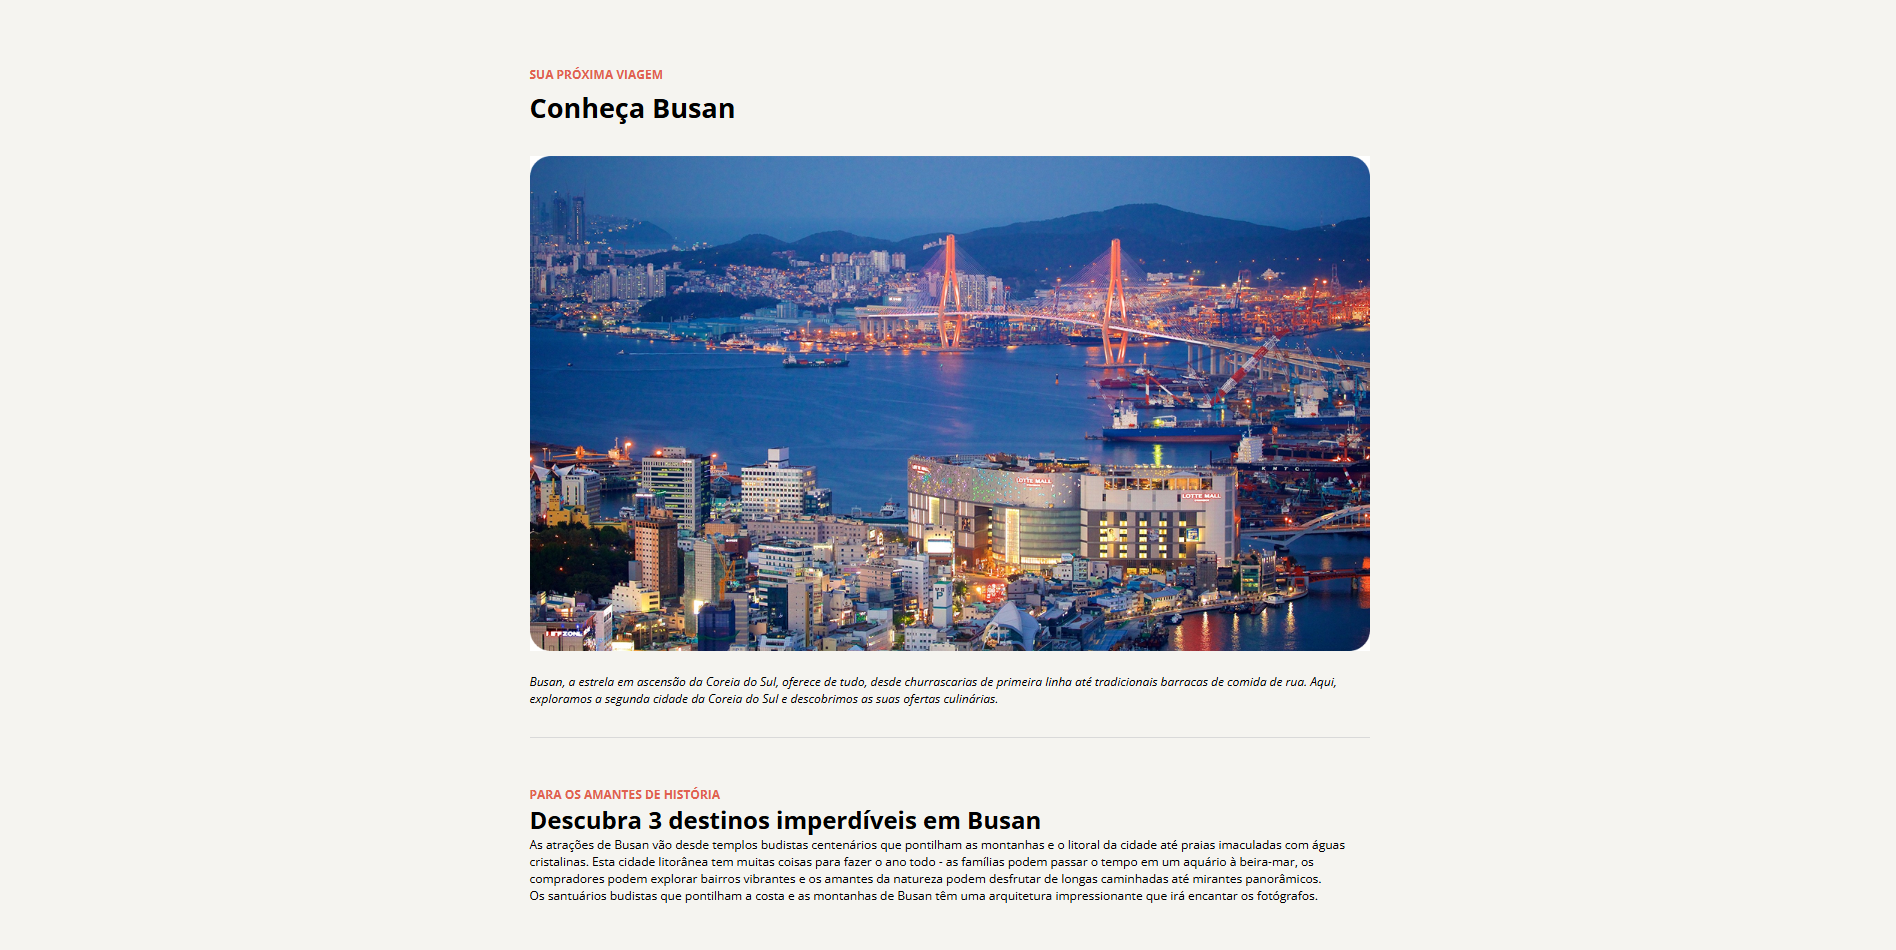 SUA PRÓXIMA VIAGEM
Conheça Busan
LOTTE MALL
LOTTE MALL
P
Busan, a estrela em ascensão da Coreia do Sul, oferece de tudo, desde churrascarias de primeira linha até tradicionais barracas de comida de rua. Aqui,
exploramos a segunda cidade da Coreia do Sul e descobrimos as suas ofertas culinárias.
PARA OS AMANTES DE HISTÓRIA
Descubra 3 destinos imperdíveis em Busan
As atrações de Busan vão desde templos budistas centenários que pontilham as montanhas e o litoral da cidade até praias imaculadas com águas
cristalinas. Esta cidade litorânea tem muitas coisas para fazer o ano todo - as famílias podem passar o tempo em um aquário à beira-mar, os
compradores podem explorar bairros vibrantes e os amantes da natureza podem desfrutar de longas caminhadas até mirantes panorâmicos.
Os santuários budistas que pontilham a costa e as montanhas de Busan têm uma arquitetura impressionante que irá encantar os fotógrafos.